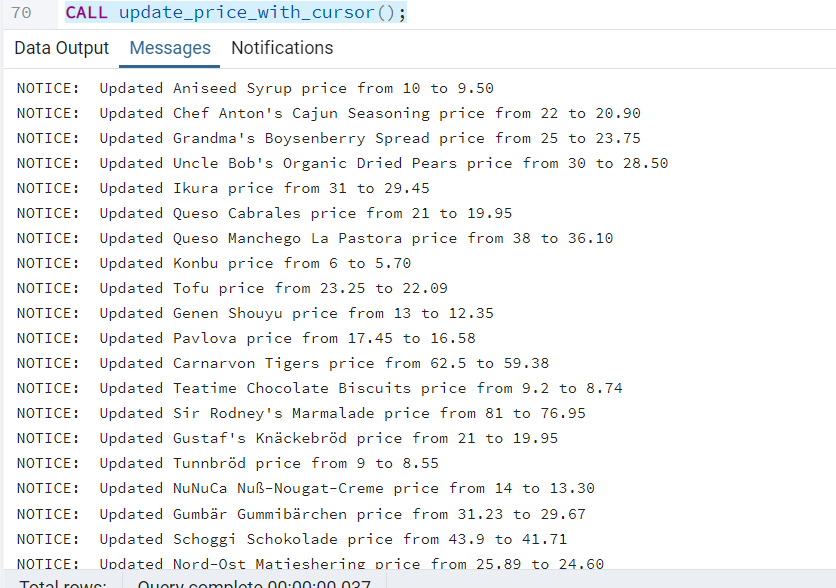 70 CALL update_price_with_cursor();
Data Output Messages Notifications
NOTICE: Updated Aniseed Syrup price from 10 to 9.50
NOTICE: Updated Chef Anton's Cajun Seasoning price from 22 to 20.90
NOTICE: Updated Grandma's Boysenberry Spread price from 25 to 23.75
NOTICE: Updated Uncle Bob's Organic Dried Pears price from 30 to 28.50
NOTICE: Updated Ikura price from 31 to 29.45
NOTICE: Updated Queso Cabrales price from 21 to 19.95
NOTICE: Updated Queso Manchego La Pastora price from 38 to 36.10
NOTICE: Updated Konbu price from 6 to 5.70
NOTICE: Updated Tofu price from 23.25 to 22.09
NOTICE: Updated Genen Shouyu price from 13 to 12.35
NOTICE: Updated Pavlova price from 17.45 to 16.58
NOTICE: Updated Carnarvon Tigers price from 62.5 to 59.38
NOTICE: Updated Teatime Chocolate Biscuits price from 9.2 to 8.74
NOTICE: Updated Sir Rodney's Marmalade price from 81 to 76.95
NOTICE: Updated Gustaf's Knäckebröd price from 21 to 19.95
NOTICE: Updated Tunnbröd price from 9 to 8.55
NOTICE: Updated NuNuCa Nuß-Nougat-Creme price from 14 to 13.30
NOTICE: Updated Gumbär Gummibärchen price from 31.23 to 29.67
NOTICE: Updated Schoggi Schokolade price from 43.9 to 41.71
NOTICE: Updated Nord-Ost Matjeshering price from 25.89 to 24.60
Total rows: Query complete 00:00:00.037